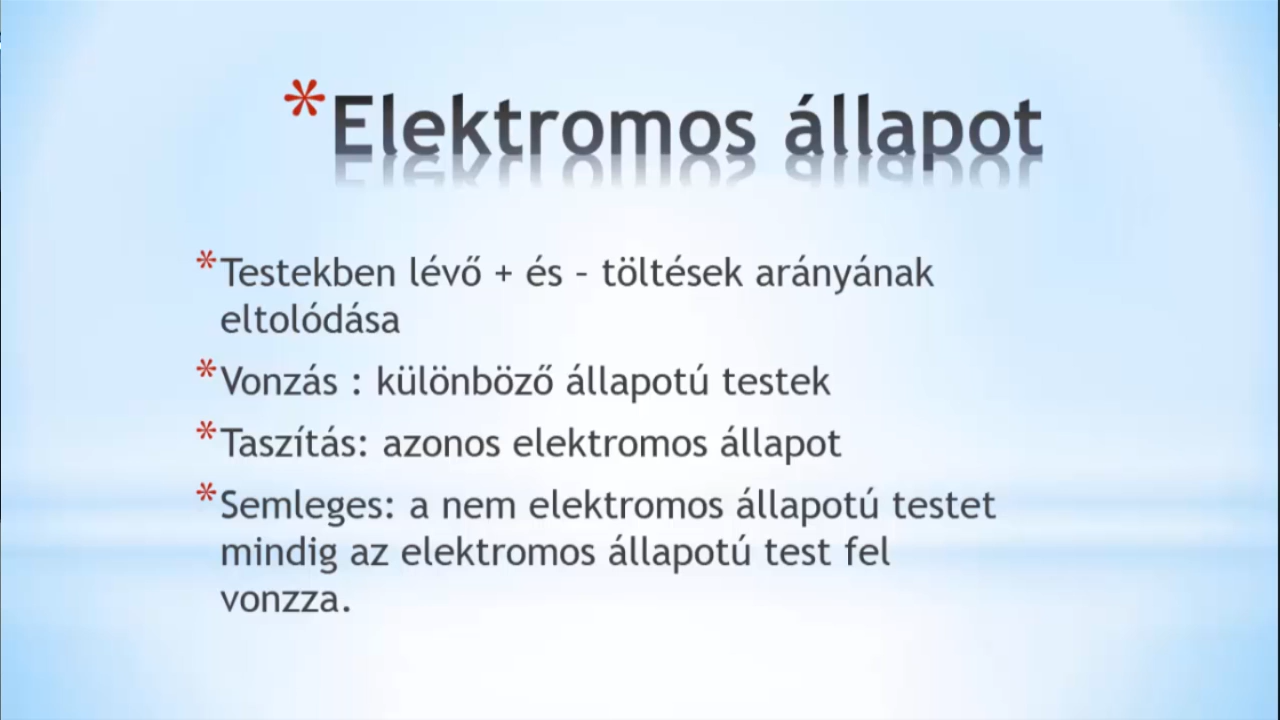 *Elektromos állapot
*Testekben lévő + és – töltések arányának
eltolódása
*Vonzás : különböző állapotú testek
*Taszítás: azonos elektromos állapot
*Semleges: a nem elektromos állapotú testet
mindig az elektromos állapotú test fel
vonzza.